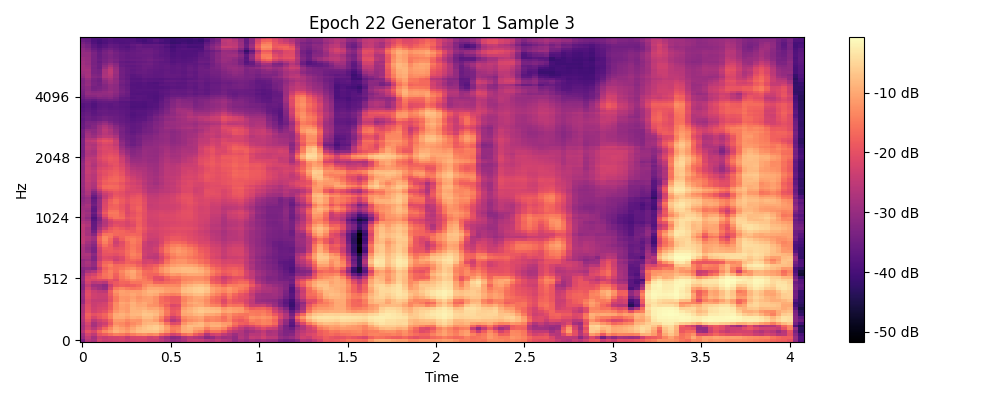 Epoch 22 Generator 1 Sample 3
Hz
4096
2048
1024
512
0
0 0.5 1 1.5 2 2.5 3 3.5 4
Time
-10 dB
-20 dB
-30 dB
-40 dB
-50 dB